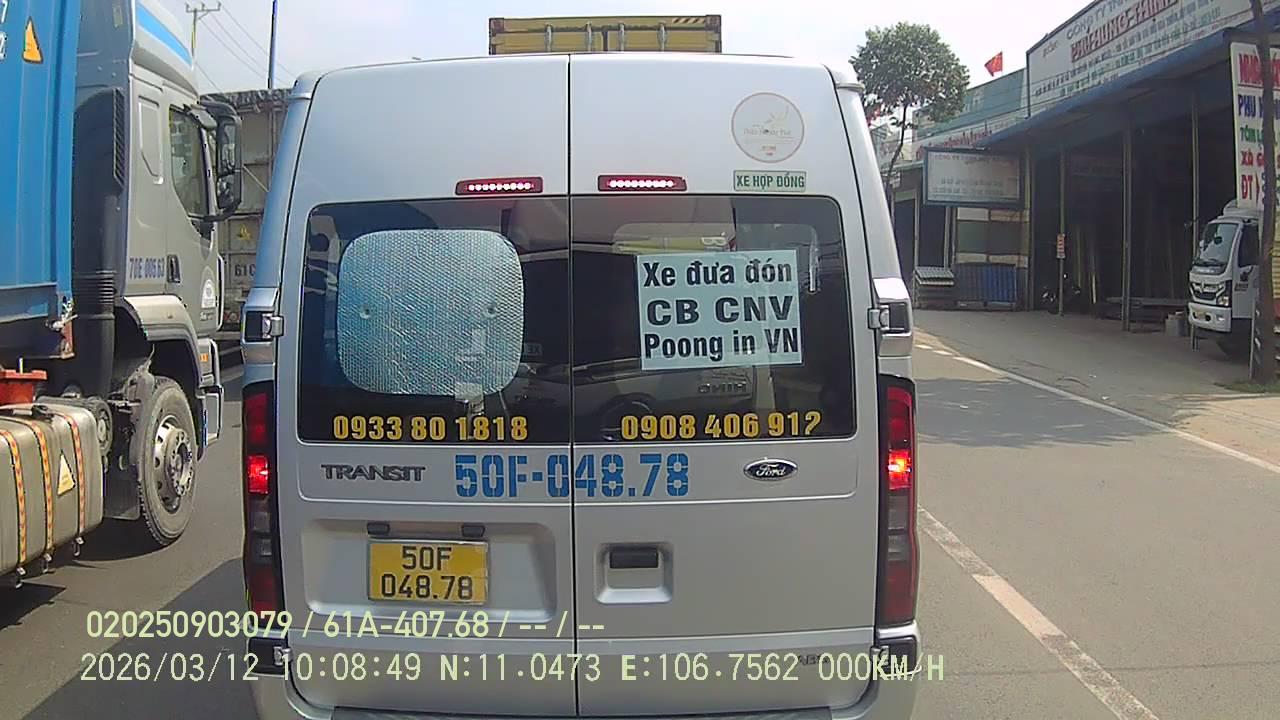 XE HỢP ĐỒNG
Xe đưa đón
CB CNV
Poong in VN
0933 80 1818
0908 406 912
TRANSIT
50F-048.78
Ford
50F
048.78
020250903079 / 61A-407.68 / -- / --
2026/03/12 10:08:49 N:11.0473 E:106.7562 000KM/H